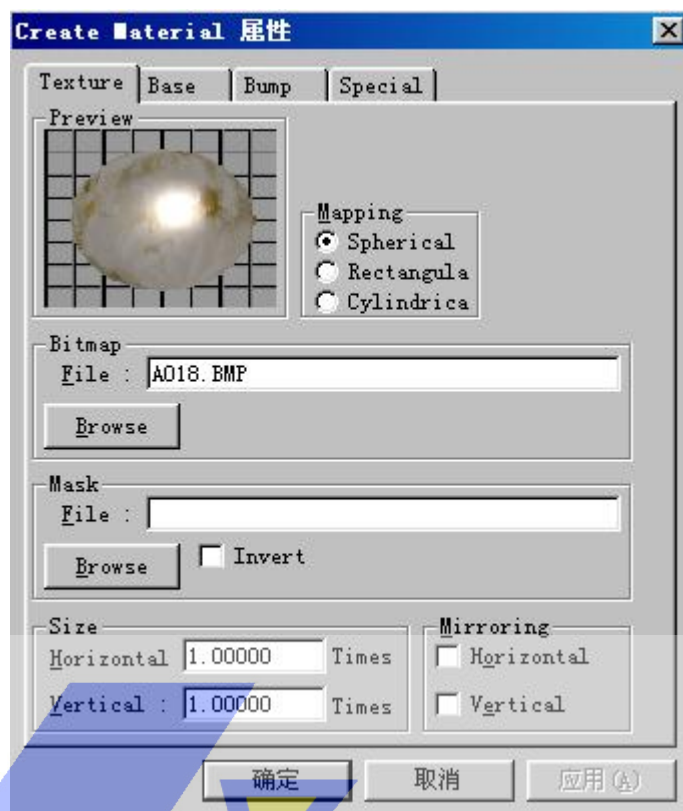 Create Material 属性
Texture Base Bump Special
Preview
Mapping
Spherical
Rectangula
Cylindrica
Bitmap
File : A018.BMP
Browse
Mask
File :
Browse Invert
Size Mirroring
Horizontal 1.00000 Times Horizontal
Vertical : 1.00000 Times Vertical
确定 取消 应用(A)